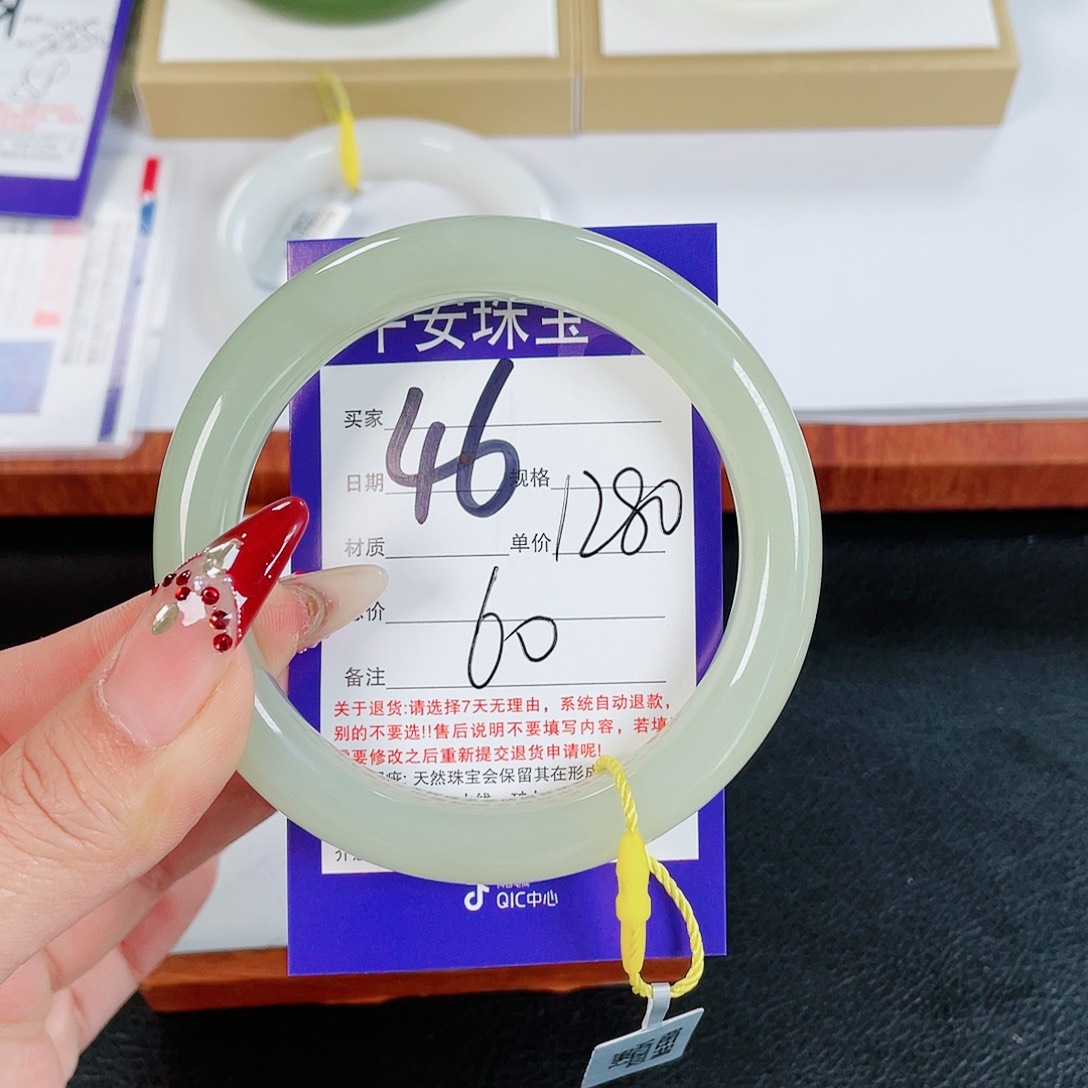 安珠宝
买家
46
日期 规格
1280
材质 单价
价
60
备注
关于退货:请选择7天无理由，系统自动退款，
别的不要选!!售后说明不要填写内容，若填
要修改之后重新提交退货申请呢!
疵: 天然珠宝会保留其在形成
QIC中心